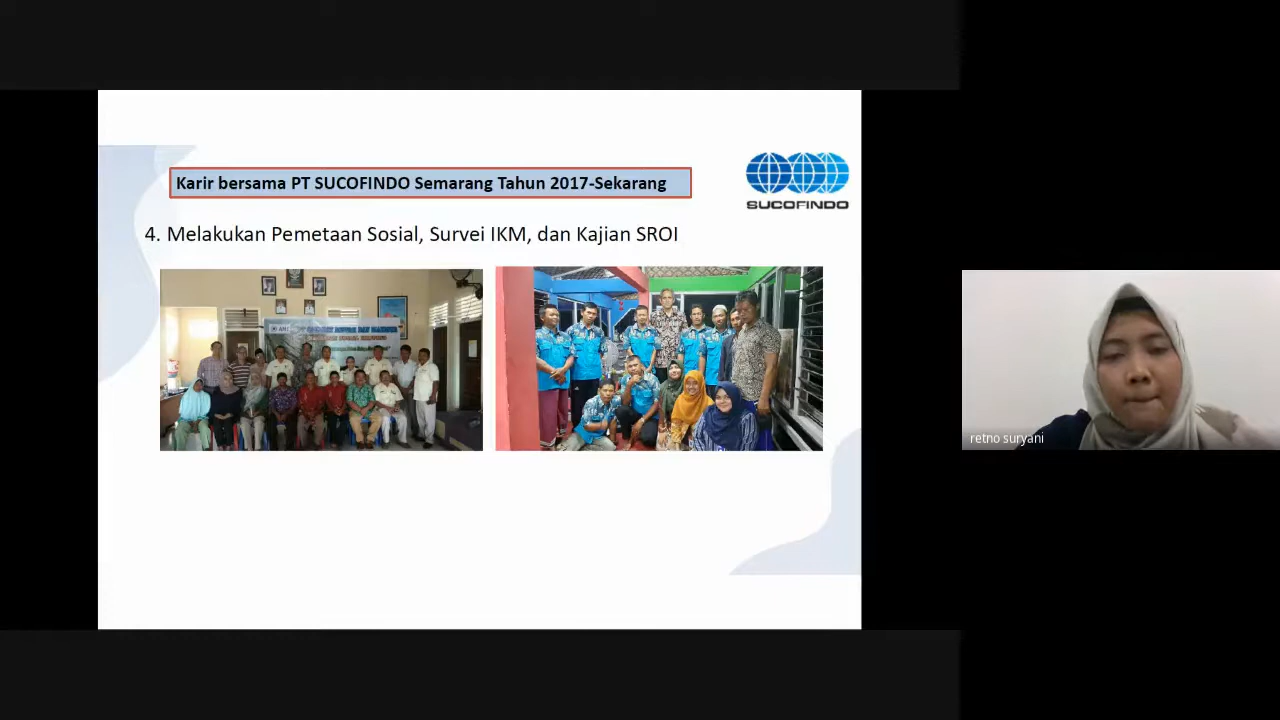 Karir bersama PT SUCOFINDO Semarang Tahun 2017-Sekarang
SUCOFINDO
4. Melakukan Pemetaan Sosial, Survei IKM, dan Kajian SROI
retno suryani